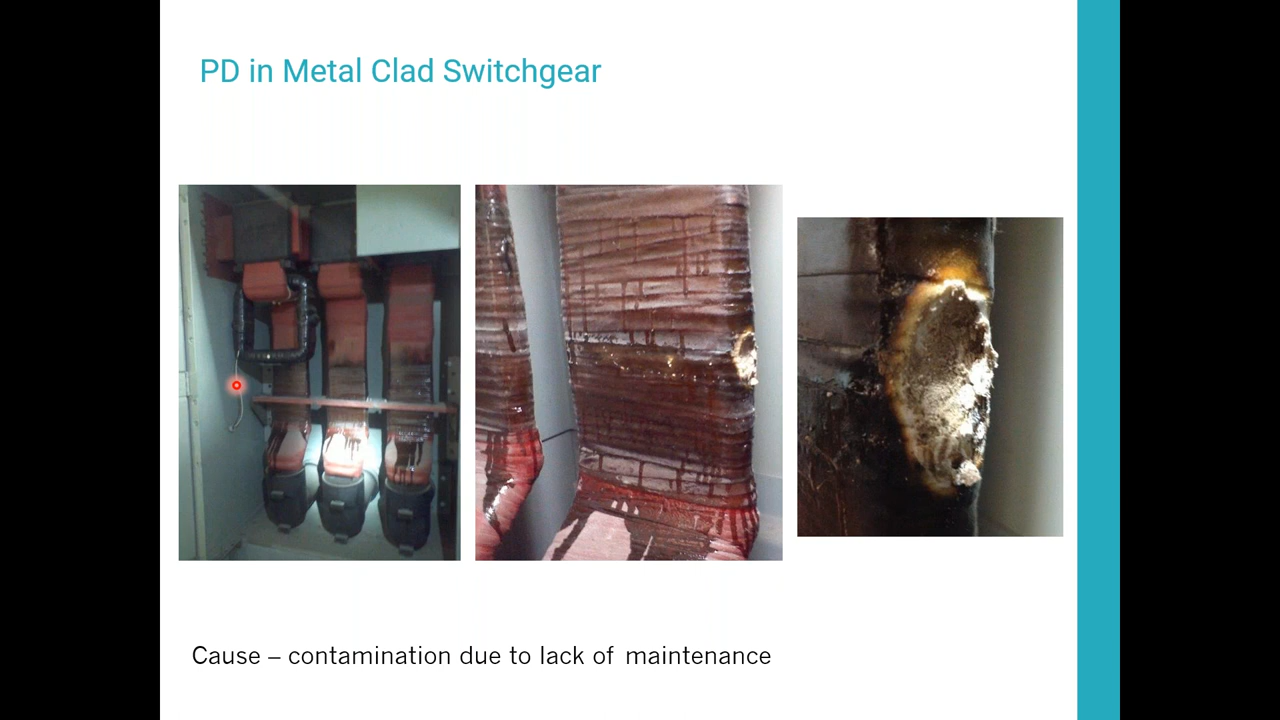 PD in Metal Clad Switchgear
Cause – contamination due to lack of maintenance